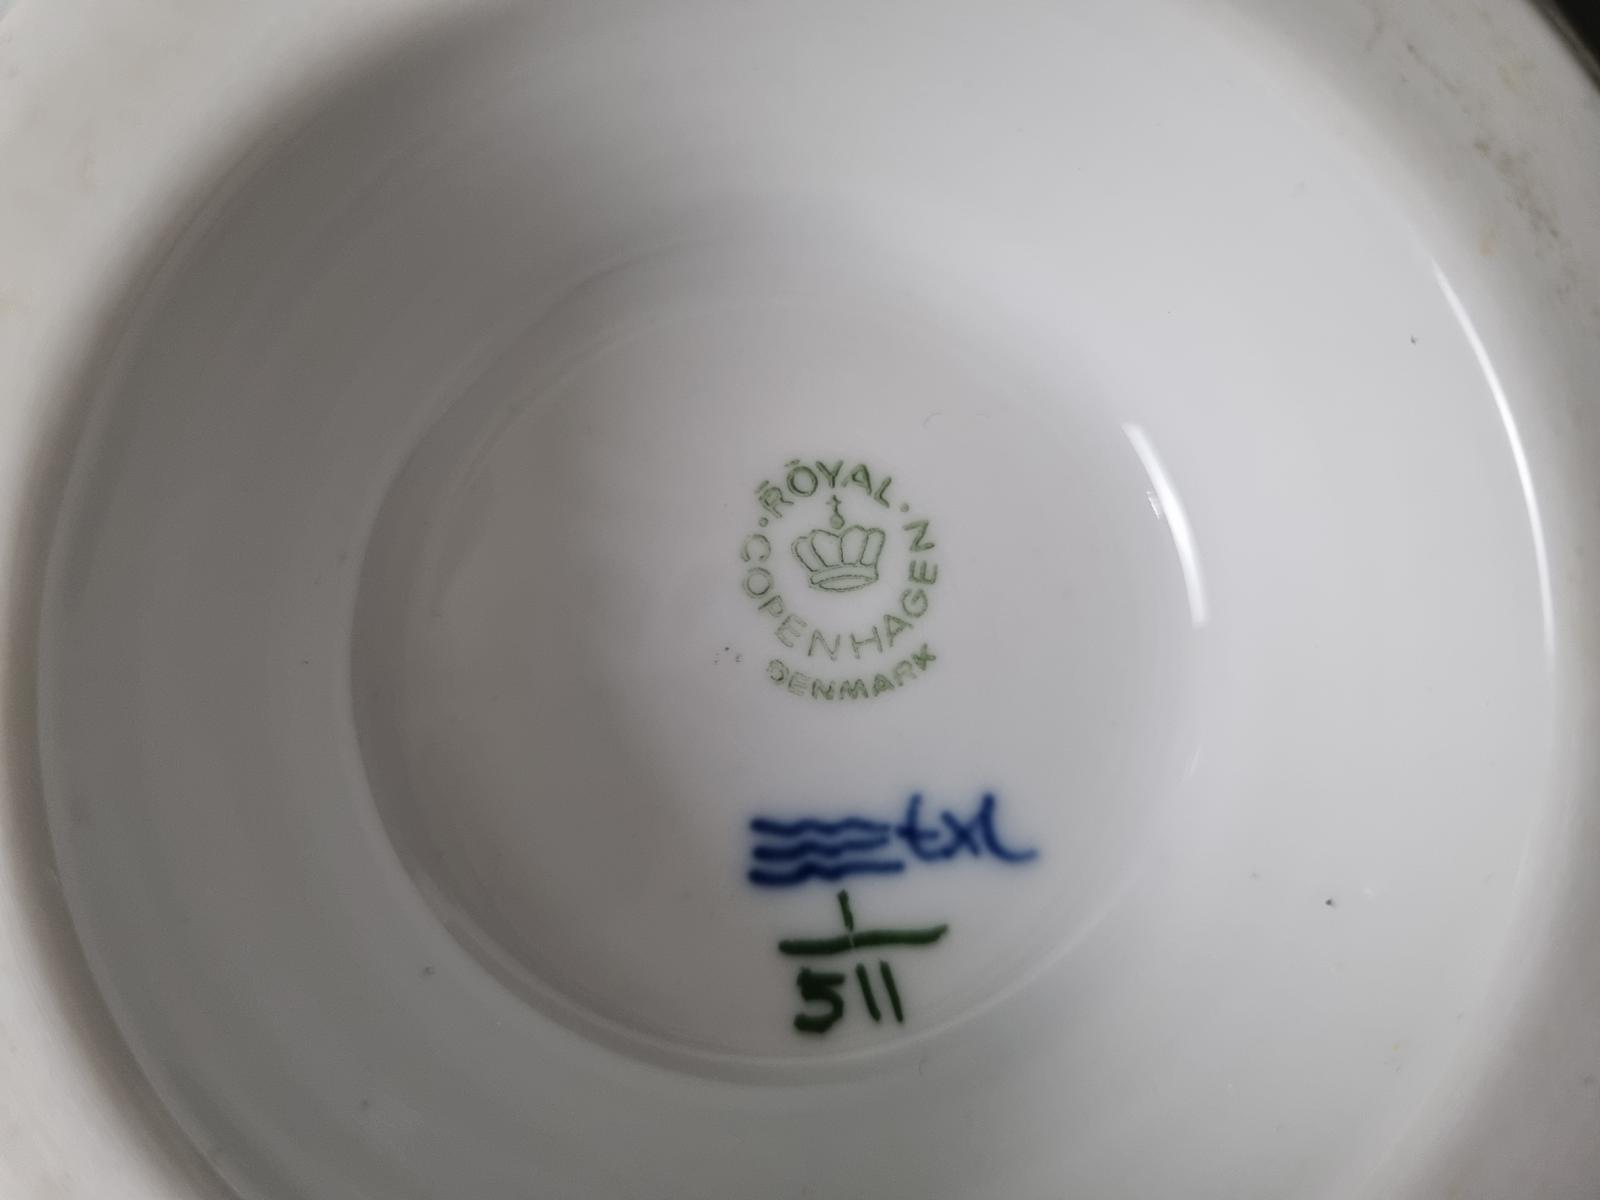 ROYAL
COPENHAGEN
DENMARK
txl
1
511